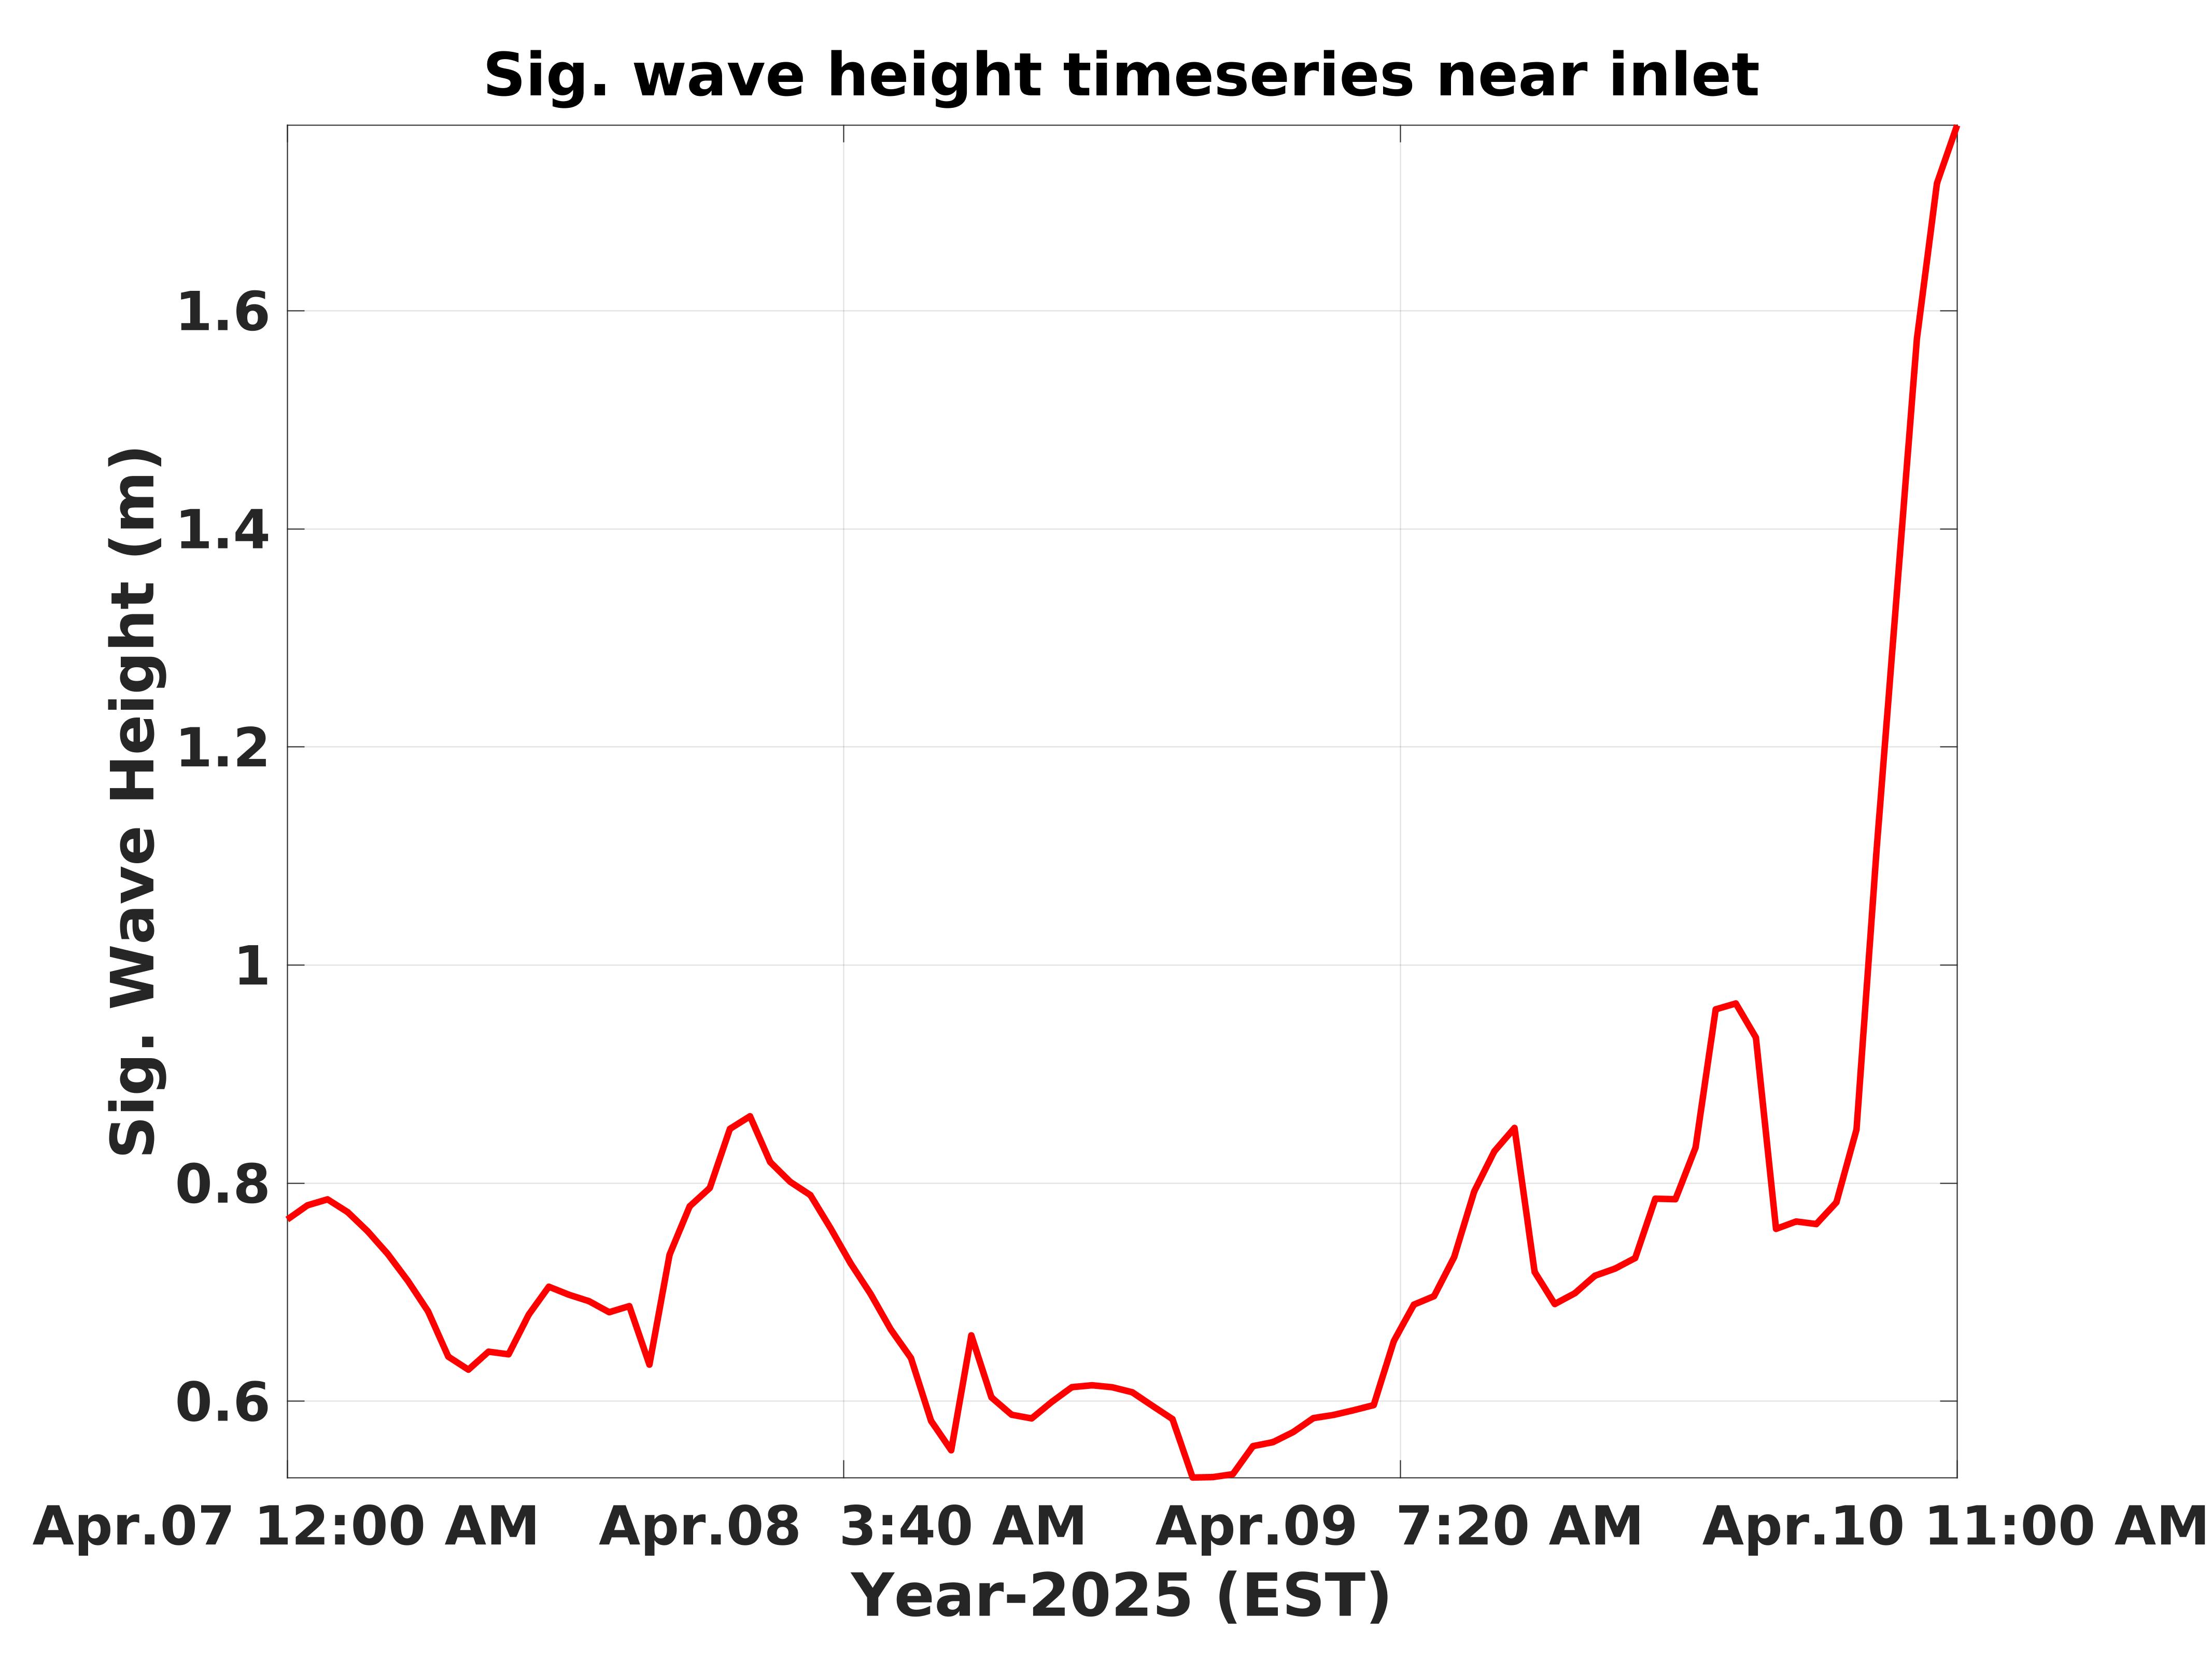 Sig. wave height timeseries near inlet
Sig. Wave Height (m)
1.6
1.4
1.2
1
0.8
0.6
Apr.07 12:00 AM Apr.08 3:40 AM Apr.09 7:20 AM Apr.10 11:00 AM
Year-2025 (EST)